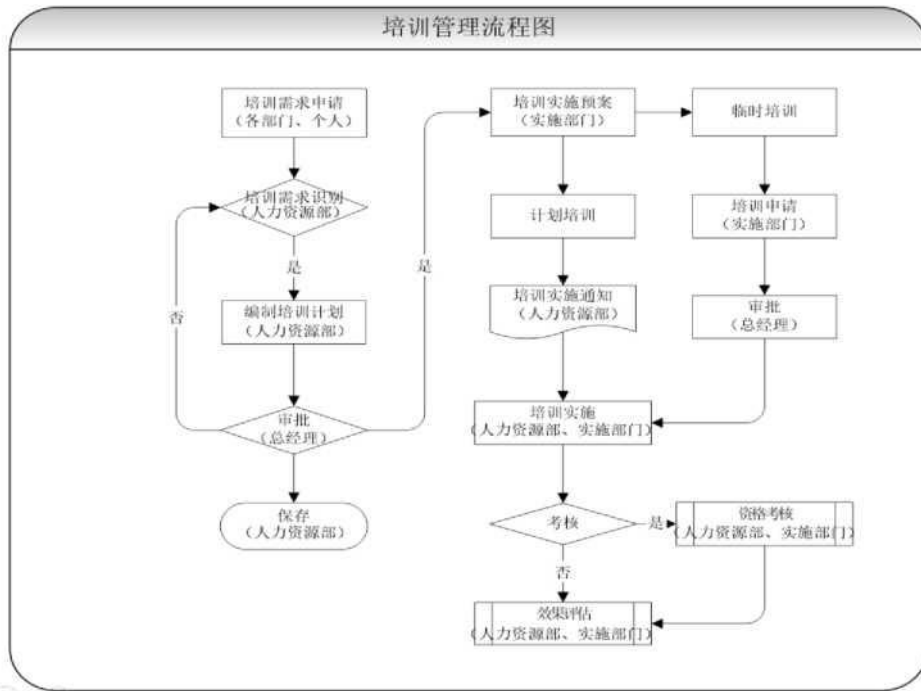 培训管理流程图
培训需求申请
（各部门、个人）
培训需求识别
（人力资源部）
是
编制培训计划
（人力资源部）
否
审批
（总经理）
保存
（人力资源部）
是
培训实施预案
（实施部门）
计划培训
培训实施通知
（人力资源部）
临时培训
培训申请
（实施部门）
审批
（总经理）
培训实施
（人力资源部、实施部门）
考核
是
资格考核
（人力资源部、实施部门）
否
效果评估
（人力资源部、实施部门）